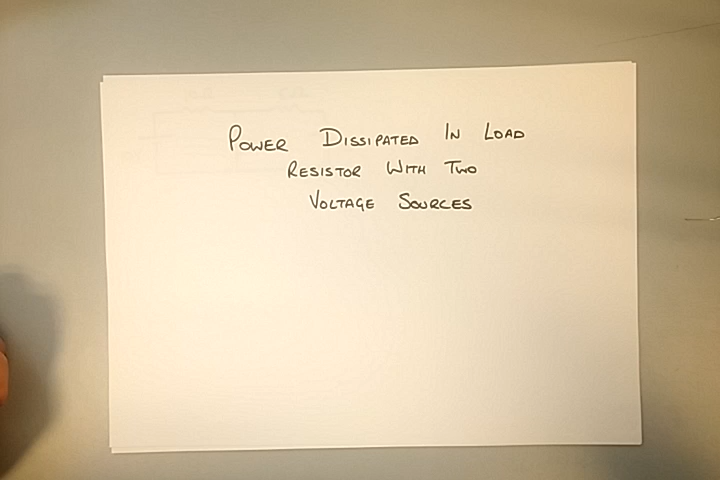 POWER DISSIPATED IN LOAD
RESISTOR WITH TWO
VOLTAGE SOURCES